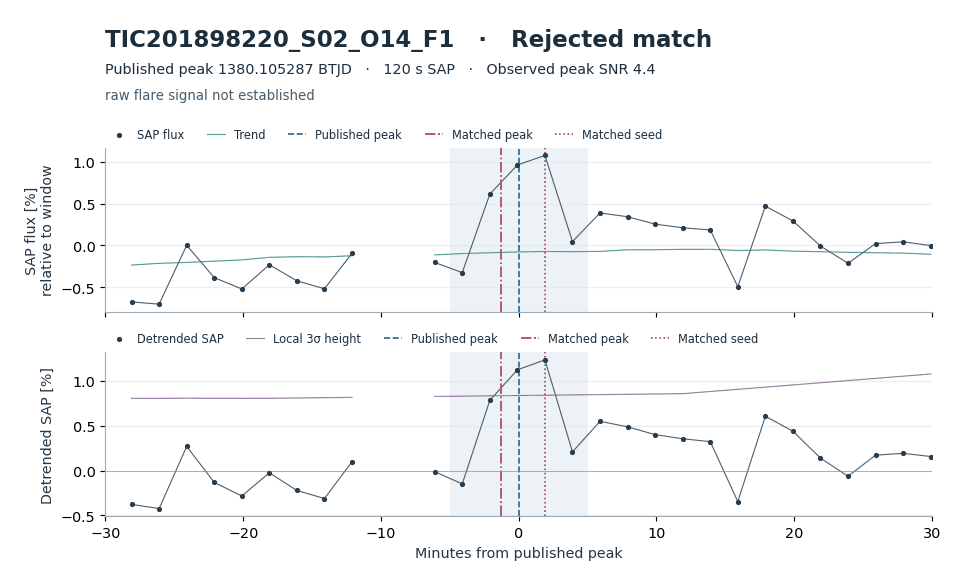 TIC201898220_S02_O14_F1 · Rejected match
Published peak 1380.105287 BTJD · 120 s SAP · Observed peak SNR 4.4
raw flare signal not established
SAP flux Trend Published peak Matched peak Matched seed
SAP flux [%]
relative to window
1.0
0.5
0.0
−0.5
Detrended SAP Local 3σ height Published peak Matched peak Matched seed
Detrended SAP [%]
1.0
0.5
0.0
−0.5
−30 −20 −10 0 10 20 30
Minutes from published peak